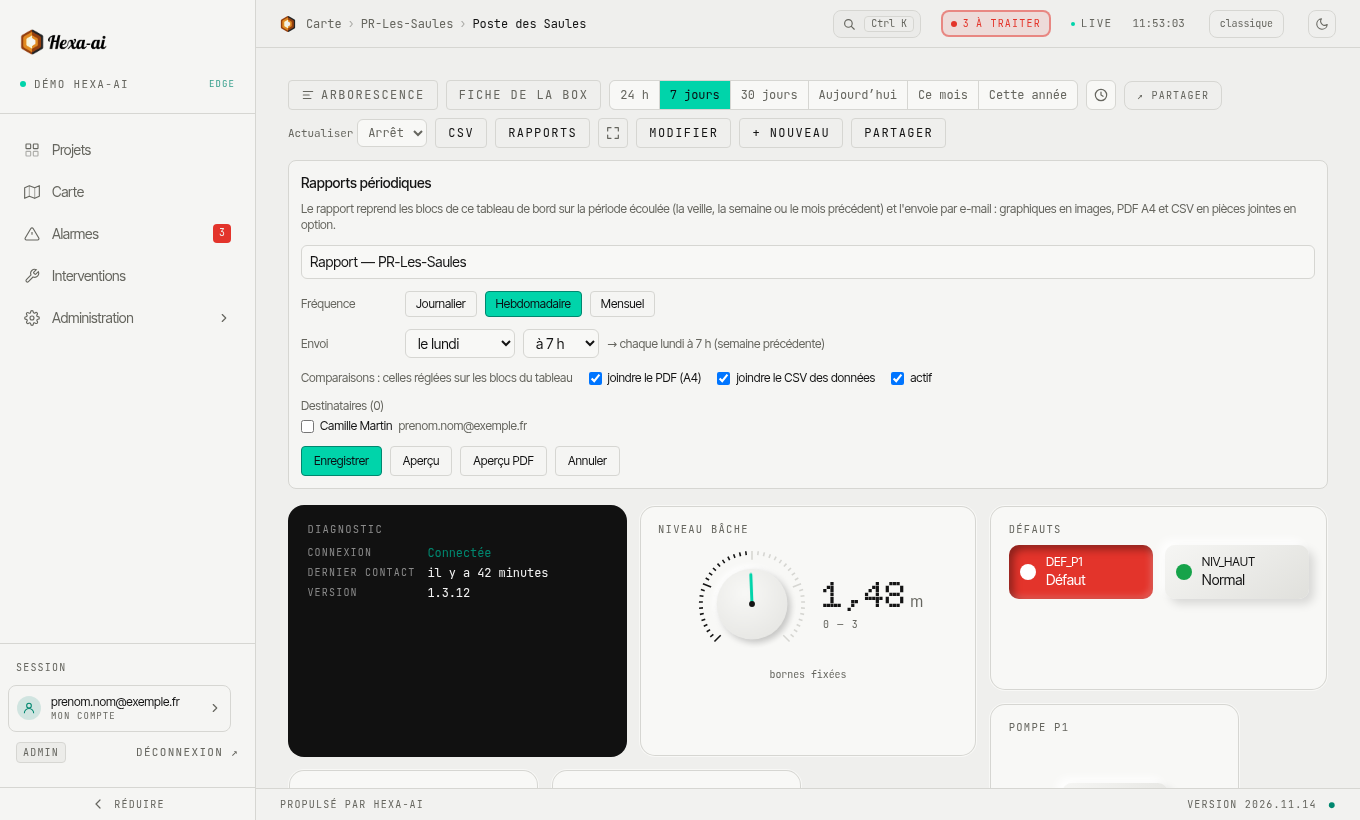 Hexa-ai
DÉMO HEXA-AI EDGE
Projets
Carte
Alarmes 3
Interventions
Administration
SESSION
prenom.nom@exemple.fr
MON COMPTE
ADMIN DÉCONNEXION ↗
RÉDUIRE
Carte › PR-Les-Saules › Poste des Saules
Ctrl K
3 À TRAITER
LIVE 11:53:03
classique
ARBORESCENCE FICHE DE LA BOX 24 h 7 jours 30 jours Aujourd’hui Ce mois Cette année ↗ PARTAGER
Actualiser Arrêt CSV RAPPORTS MODIFIER + NOUVEAU PARTAGER
Rapports périodiques
Le rapport reprend les blocs de ce tableau de bord sur la période écoulée (la veille, la semaine ou le mois précédent) et l'envoie par e-mail : graphiques en images, PDF A4 et CSV en pièces jointes en
option.
Rapport — PR-Les-Saules
Fréquence Journalier Hebdomadaire Mensuel
Envoi le lundi à 7 h → chaque lundi à 7 h (semaine précédente)
Comparaisons : celles réglées sur les blocs du tableau joindre le PDF (A4) joindre le CSV des données actif
Destinataires (0)
Camille Martin prenom.nom@exemple.fr
Enregistrer Aperçu Aperçu PDF Annuler
DIAGNOSTIC
CONNEXION Connectée
DERNIER CONTACT il y a 42 minutes
VERSION 1.3.12
NIVEAU BÂCHE
1,48 m
0 — 3
bornes fixées
DÉFAUTS
DEF_P1
Défaut
NIV_HAUT
Normal
POMPE P1
PROPULSÉ PAR HEXA-AI
VERSION 2026.11.14